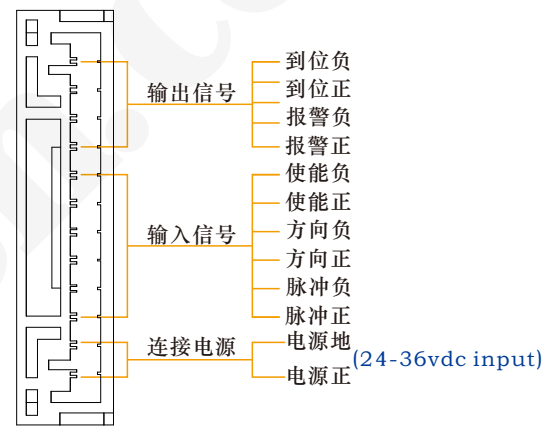 到位负
到位正
输出信号
报警负
报警正
使能负
使能正
输入信号
方向负
方向正
脉冲负
脉冲正
电源地
连接电源
(24-36vdc input)
电源正